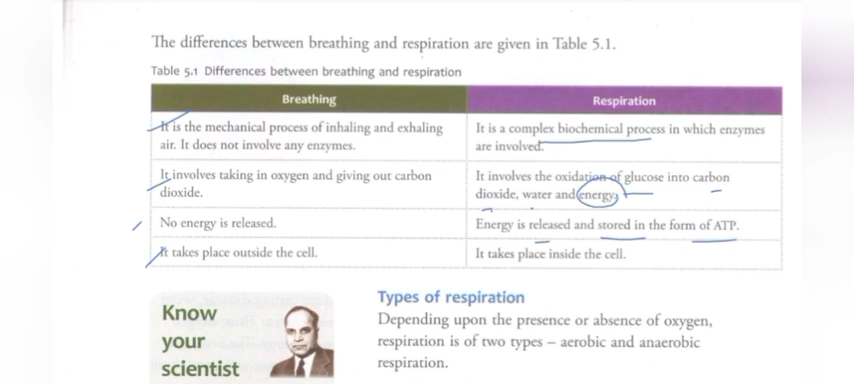 The differences between breathing and respiration are given in Table 5.1.
Table 5.1 Differences between breathing and respiration
Breathing
Respiration
It is the mechanical process of inhaling and exhaling
air. It does not involve any enzymes.
It is a complex biochemical process in which enzymes
are involved.
It involves taking in oxygen and giving out carbon
dioxide.
It involves the oxidation of glucose into carbon
dioxide, water and energy.
No energy is released.
Energy is released and stored in the form of ATP.
It takes place outside the cell.
It takes place inside the cell.
Know
your
scientist
Types of respiration
Depending upon the presence or absence of oxygen,
respiration is of two types – aerobic and anaerobic
respiration.